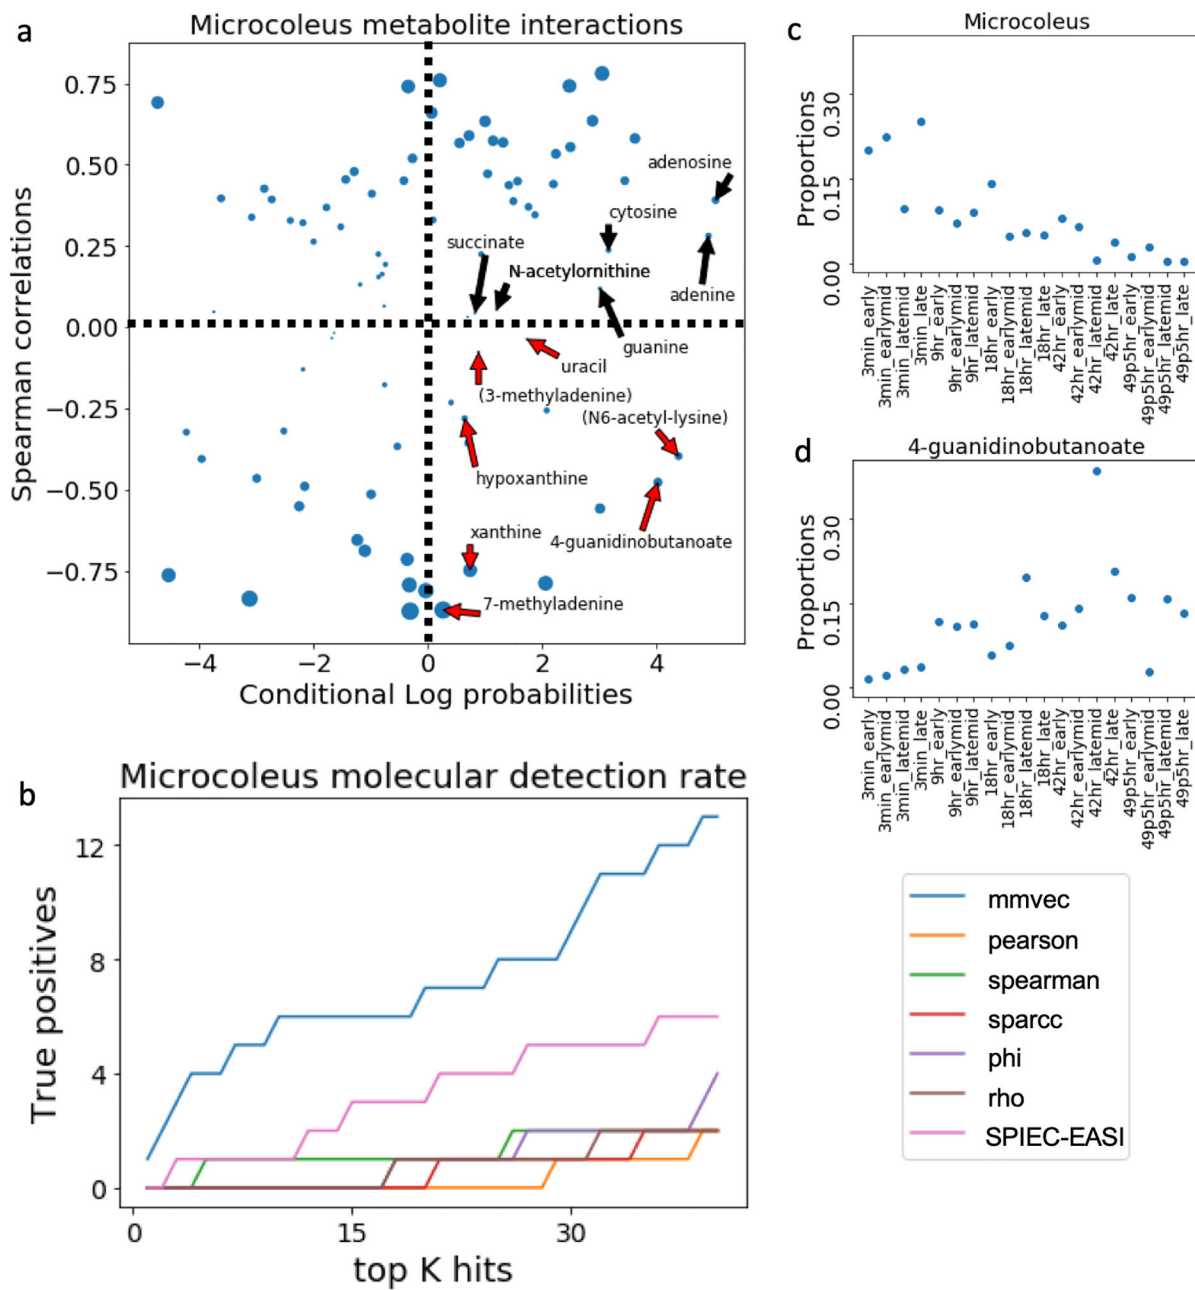 a
Microcoleus metabolite interactions
Spearman correlations
0.75
0.50
0.25
0.00
−0.25
−0.50
−0.75
adenosine
cytosine
succinate
N-acetylornithine
adenine
guanine
uracil
(3-methyladenine)
(N6-acetyl-lysine)
hypoxanthine
xanthine
4-guanidinobutanoate
7-methyladenine
−4
−2
0
2
4
Conditional Log probabilities
b
Microcoleus molecular detection rate
True positives
12
8
4
0
0
15
30
top K hits
c
Microcoleus
Proportions
0.30
0.15
0.00
3min_early
3min_earlymid
3min_latemid
3min_late
9hr_early
9hr_earlymid
9hr_latemid
18hr_early
18hr_earlymid
18hr_latemid
18hr_late
42hr_early
42hr_earlymid
42hr_latemid
42hr_late
49p5hr_early
49p5hr_earlymid
49p5hr_latemid
49p5hr_late
d
4-guanidinobutanoate
Proportions
0.30
0.15
0.00
3min_early
3min_earlymid
3min_latemid
3min_late
9hr_early
9hr_earlymid
9hr_latemid
18hr_early
18hr_earlymid
18hr_latemid
18hr_late
42hr_early
42hr_earlymid
42hr_latemid
42hr_late
49p5hr_early
49p5hr_earlymid
49p5hr_latemid
49p5hr_late
mmvec
pearson
spearman
sparcc
phi
rho
SPIEC-EASI